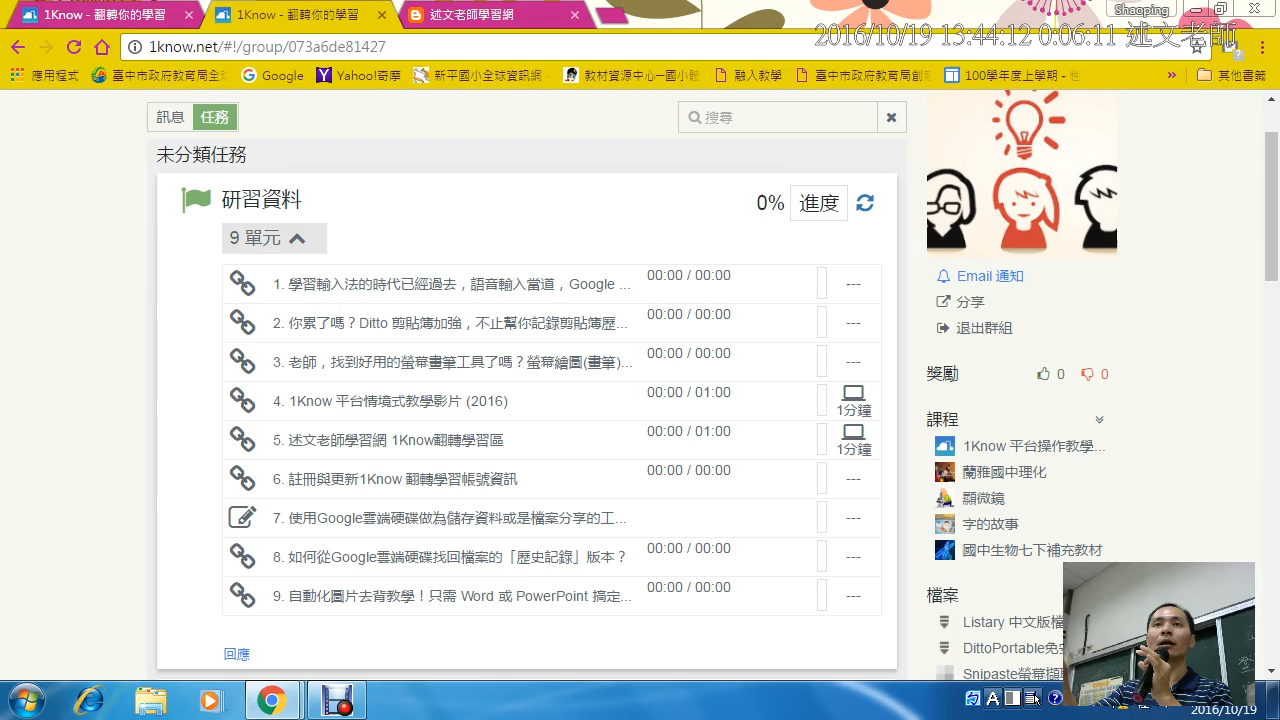 1Know - 翻轉你的學習
1Know - 翻轉你的學習
述文老師學習網
Shaoping
2016/10/19 13:44:12 0:06:11 述文老師
1know.net/#!/group/073a6de81427
應用程式
臺中市政府教育局全
Google
Yahoo!奇摩
新平國小全球資訊網
教材資源中心─國小
融入教學
臺中市政府教育局創
100學年度上學期 -
»
其他書籤
訊息
任務
搜尋
未分類任務
研習資料
0%
進度
9 單元
1. 學習輸入法的時代已經過去，語音輸入當道，Google ...
00:00 / 00:00
---
2. 你累了嗎？Ditto 剪貼簿加強，不止幫你記錄剪貼簿歷...
00:00 / 00:00
---
3. 老師，找到好用的螢幕畫筆工具了嗎？螢幕繪圖(畫筆)...
00:00 / 00:00
---
4. 1Know 平台情境式教學影片 (2016)
00:00 / 01:00
1分鐘
5. 述文老師學習網 1Know翻轉學習區
00:00 / 01:00
1分鐘
6. 註冊與更新1Know 翻轉學習帳號資訊
00:00 / 00:00
---
7. 使用Google雲端硬碟做為儲存資料或是檔案分享的工...
---
8. 如何從Google雲端硬碟找回檔案的「歷史記錄」版本？
00:00 / 00:00
---
9. 自動化圖片去背教學！只需 Word 或 PowerPoint 搞定...
00:00 / 00:00
---
回應
Email 通知
分享
退出群組
獎勵
0
0
課程
1Know 平台操作教學...
蘭雅國中理化
顯微鏡
字的故事
國中生物七下補充教材
檔案
Listary 中文版檔
DittoPortable免
Snipaste螢幕擷
A
2016/10/19